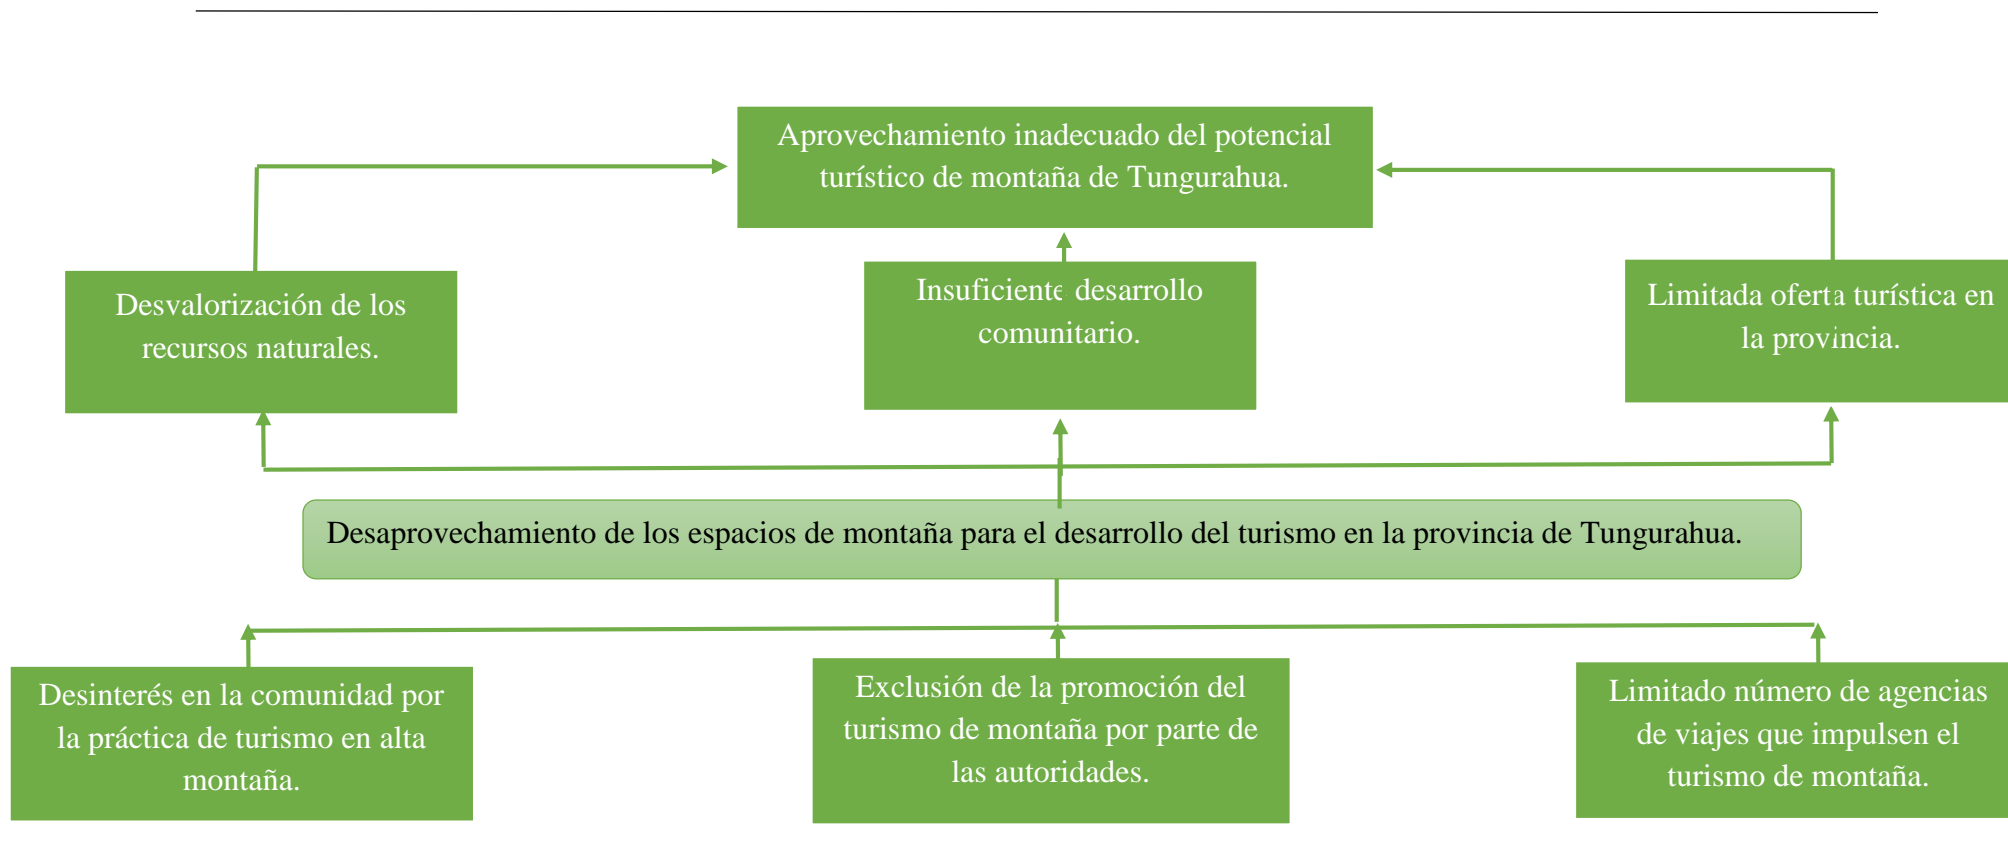 Aprovechamiento inadecuado del potencial
turístico de montaña de Tungurahua.
Desvalorización de los
recursos naturales.
Insuficiente desarrollo
comunitario.
Limitada oferta turística en
la provincia.
Desaprovechamiento de los espacios de montaña para el desarrollo del turismo en la provincia de Tungurahua.
Desinterés en la comunidad por
la práctica de turismo en alta
montaña.
Exclusión de la promoción del
turismo de montaña por parte de
las autoridades.
Limitado número de agencias
de viajes que impulsen el
turismo de montaña.